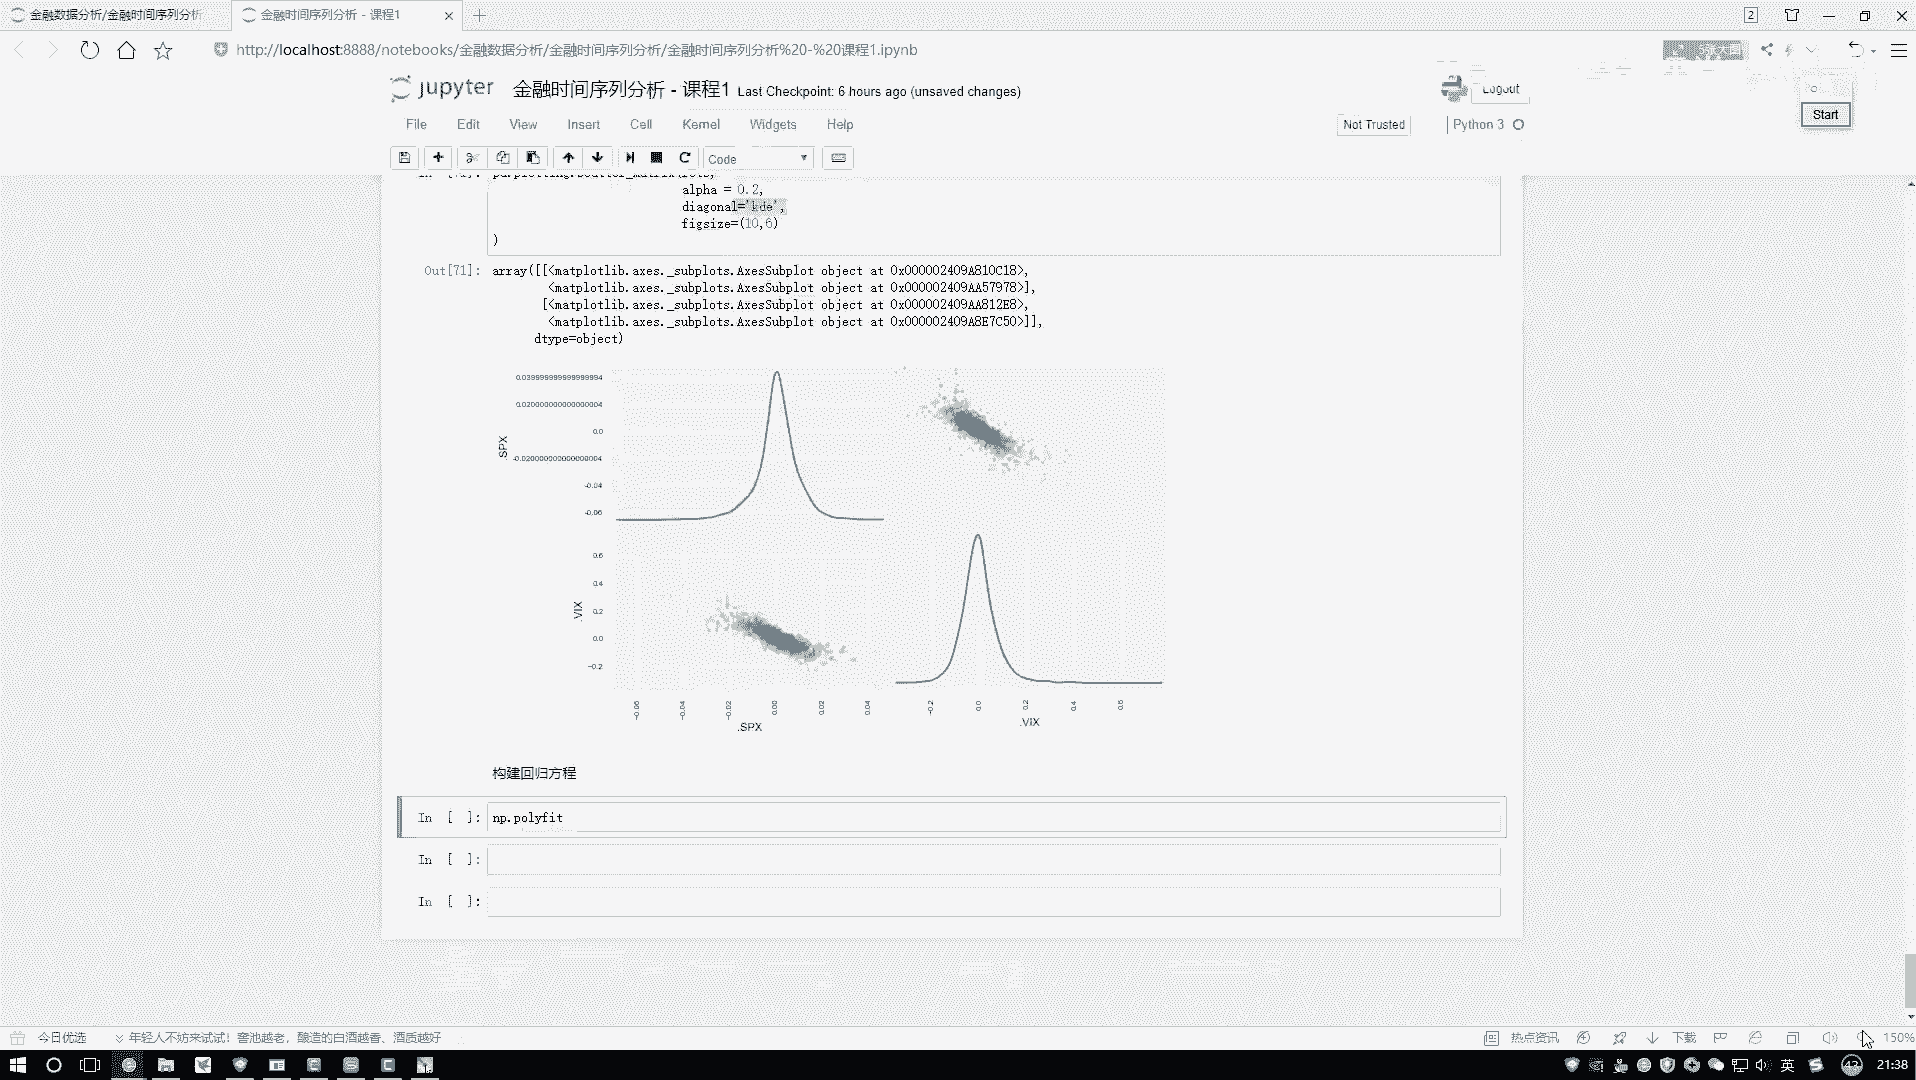 金融数据分析/金融时间序列分析
金融时间序列分析 - 课程1
2
http://localhost:8888/notebooks/金融数据分析/金融时间序列分析/金融时间序列分析%20-%20课程1.ipynb
jupyter 金融时间序列分析 - 课程1 Last Checkpoint: 6 hours ago (unsaved changes)
Logout
Start
File Edit View Insert Cell Kernel Widgets Help
Not Trusted
Python 3
Code
alpha = 0.2,
diagonal='kde',
figsize=(10,6)
)
Out[71]: array([[<matplotlib.axes._subplots.AxesSubplot object at 0x000002409A810C18>,
<matplotlib.axes._subplots.AxesSubplot object at 0x000002409AA57978>],
[<matplotlib.axes._subplots.AxesSubplot object at 0x000002409AA812E8>,
<matplotlib.axes._subplots.AxesSubplot object at 0x000002409A8E7C50>]],
dtype=object)
0.039999999999999994
0.020000000000000004
0.0
-0.020000000000000004
-0.04
-0.06
.SPX
0.6
0.4
0.2
0.0
-0.2
.VIX
-0.06 -0.04 -0.02 0.00 0.02 0.04
-0.2 0.0 0.2 0.4 0.6
.SPX
.VIX
构建回归方程
In [ ]: np.polyfit
In [ ]:
In [ ]:
今日优选
年轻人不妨来试试！窖池越老，酿造的白酒越香、酒质越好
热点资讯
下载
150%
英
42
21:38